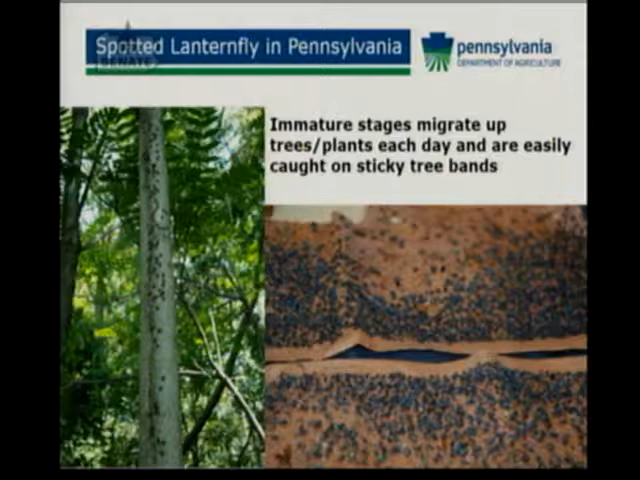 Spotted Lanternfly in Pennsylvania
SENATE
pennsylvania
DEPARTMENT OF AGRICULTURE
Immature stages migrate up
trees/plants each day and are easily
caught on sticky tree bands